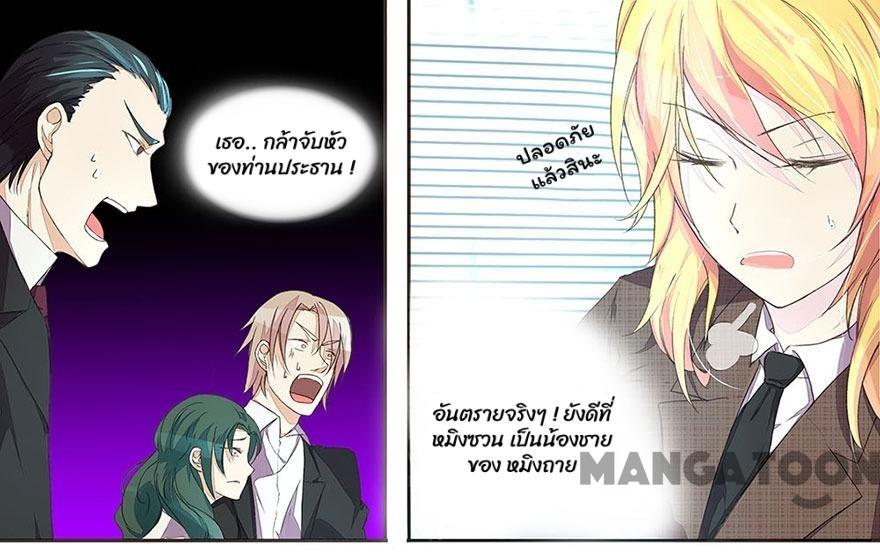 เธอ.. กล้าจับหัว
ของท่านประธาน !
ปลอดภัย
แล้วสินะ
อันตรายจริงๆ ! ยังดีที่
หมิงซวน เป็นน้องชาย
ของ หมิงถาย
MANGATOON